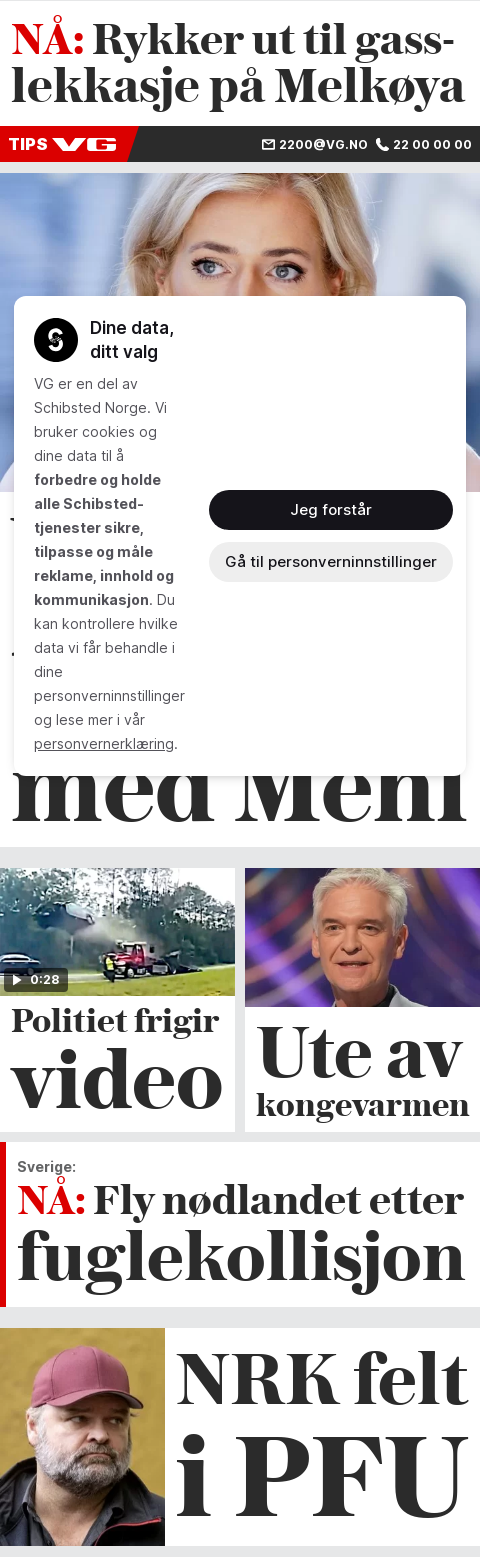 NÅ: Rykker ut til gass-
lekkasje på Melkøya
TIPS VG
2200@VG.NO 22 00 00 00
Dine data,
ditt valg
VG er en del av
Schibsted Norge. Vi
bruker cookies og
dine data til å
forbedre og holde
alle Schibsted-
tjenester sikre,
tilpasse og måle
reklame, innhold og
kommunikasjon. Du
kan kontrollere hvilke
data vi får behandle i
dine
personverninnstillinger
og lese mer i vår
personvernerklæring.
Jeg forstår
Gå til personverninnstillinger
med Mehl
0:28
Politiet frigir
video
Ute av
kongevarmen
Sverige:
NÅ: Fly nødlandet etter
fuglekollisjon
NRK felt
i PFU